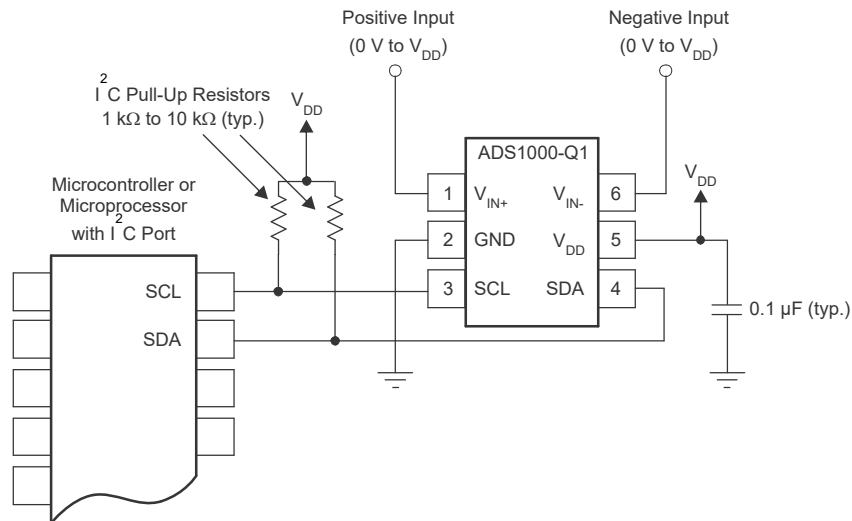 Positive Input
(0 V to VDD)
Negative Input
(0 V to VDD)
I2C Pull-Up Resistors
1 kΩ to 10 kΩ (typ.)
VDD
Microcontroller or
Microprocessor
with I2C Port
SCL
SDA
ADS1000-Q1
1 VIN+ VIN- 6
2 GND VDD 5
3 SCL SDA 4
VDD
0.1 µF (typ.)